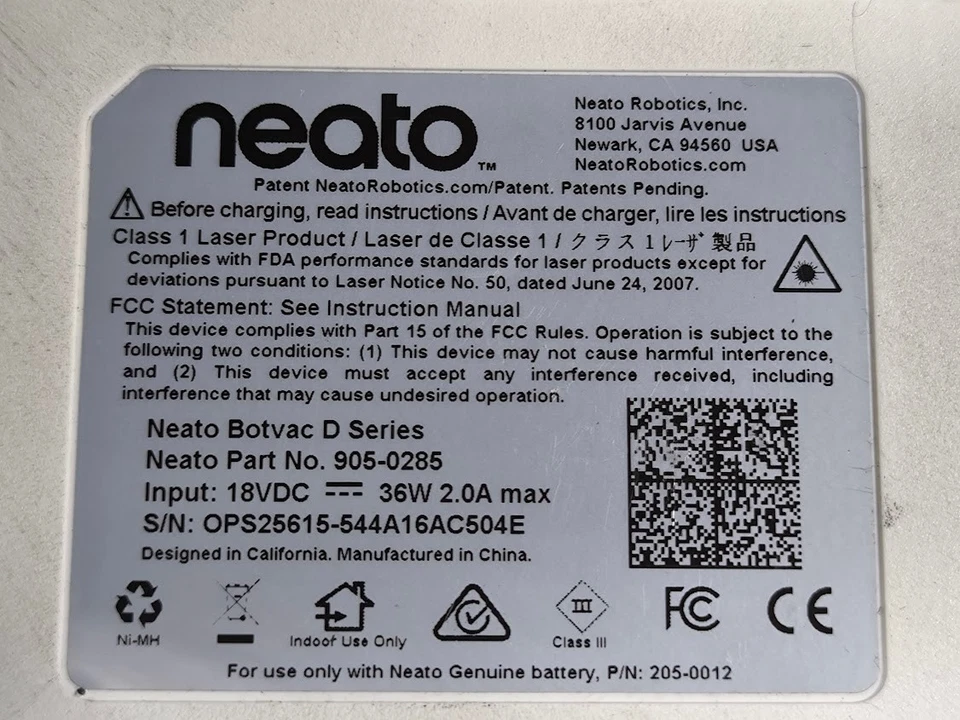 neato™
Neato Robotics, Inc.
8100 Jarvis Avenue
Newark, CA 94560 USA
NeatoRobotics.com
Patent NeatoRobotics.com/Patent. Patents Pending.
Before charging, read instructions / Avant de charger, lire les instructions
Class 1 Laser Product / Laser de Classe 1 / クラス 1 レーザ 製品
Complies with FDA performance standards for laser products except for
deviations pursuant to Laser Notice No. 50, dated June 24, 2007.
FCC Statement: See Instruction Manual
This device complies with Part 15 of the FCC Rules. Operation is subject to the
following two conditions: (1) This device may not cause harmful interference,
and (2) This device must accept any interference received, including
interference that may cause undesired operation.
Neato Botvac D Series
Neato Part No. 905-0285
Input: 18VDC 36W 2.0A max
S/N: OPS25615-544A16AC504E
Designed in California. Manufactured in China.
III
FC CE
Ni-MH Indoor Use Only Class III
For use only with Neato Genuine battery, P/N: 205-0012